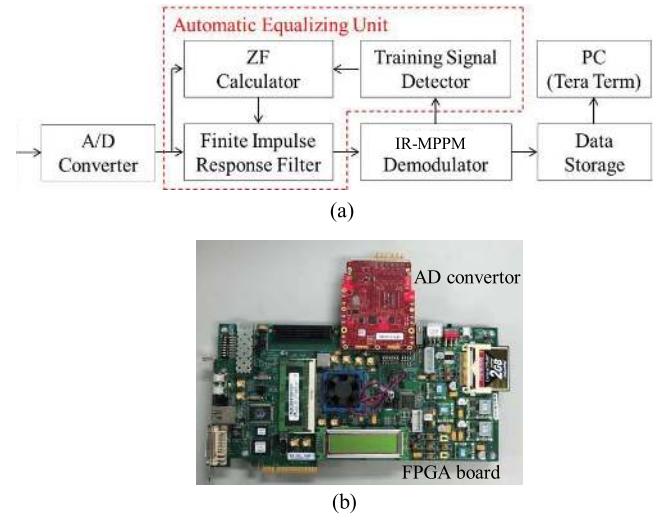 Automatic Equalizing Unit
ZF
Calculator
Training Signal
Detector
PC
(Tera Term)
A/D
Converter
Finite Impulse
Response Filter
IR-MPPM
Demodulator
Data
Storage
(a)
AD convertor
2GB
FPGA board
(b)